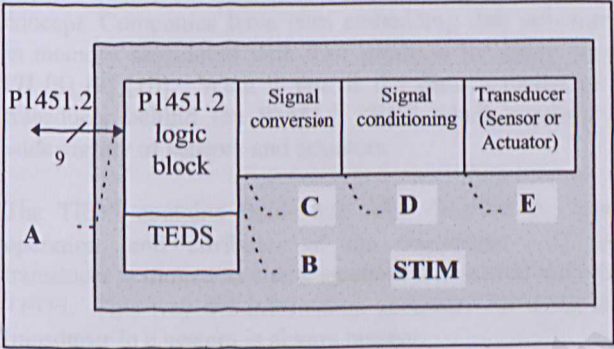 P1451.2
9
A
P1451.2
logic
block
TEDS
Signal
conversion
Signal
conditioning
Transducer
(Sensor or
Actuator)
C
D
E
B
STIM